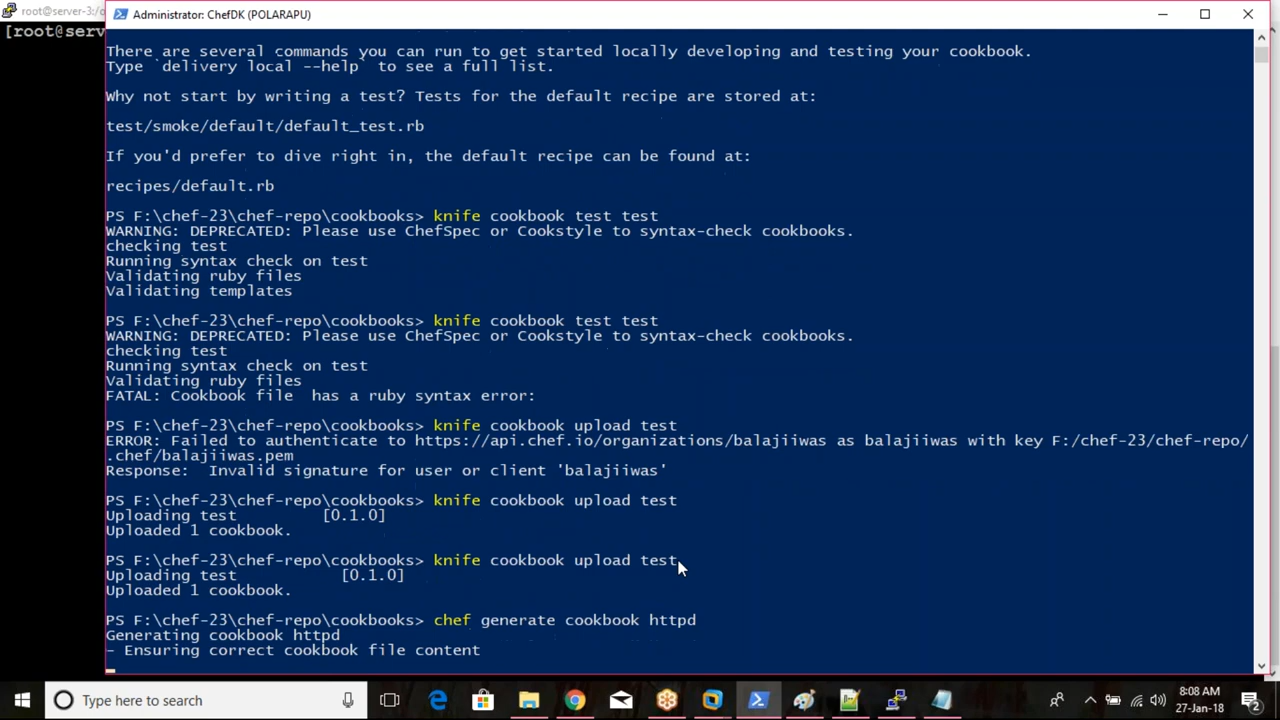 root@server-3:/
[root@serv
Administrator: ChefDK (POLARAPU)
There are several commands you can run to get started locally developing and testing your cookbook.
Type `delivery local --help` to see a full list.
Why not start by writing a test? Tests for the default recipe are stored at:
test/smoke/default/default_test.rb
If you'd prefer to dive right in, the default recipe can be found at:
recipes/default.rb
PS F:\chef-23\chef-repo\cookbooks> knife cookbook test test
WARNING: DEPRECATED: Please use ChefSpec or Cookstyle to syntax-check cookbooks.
checking test
Running syntax check on test
Validating ruby files
Validating templates
PS F:\chef-23\chef-repo\cookbooks> knife cookbook test test
WARNING: DEPRECATED: Please use ChefSpec or Cookstyle to syntax-check cookbooks.
checking test
Running syntax check on test
Validating ruby files
FATAL: Cookbook file  has a ruby syntax error:
PS F:\chef-23\chef-repo\cookbooks> knife cookbook upload test
ERROR: Failed to authenticate to https://api.chef.io/organizations/balajiiwas as balajiiwas with key F:/chef-23/chef-repo/
.chef/balajiiwas.pem
Response:  Invalid signature for user or client 'balajiiwas'
PS F:\chef-23\chef-repo\cookbooks> knife cookbook upload test
Uploading test         [0.1.0]
Uploaded 1 cookbook.
PS F:\chef-23\chef-repo\cookbooks> knife cookbook upload test
Uploading test           [0.1.0]
Uploaded 1 cookbook.
PS F:\chef-23\chef-repo\cookbooks> chef generate cookbook httpd
Generating cookbook httpd
- Ensuring correct cookbook file content
Type here to search
8:08 AM
27-Jan-18
2